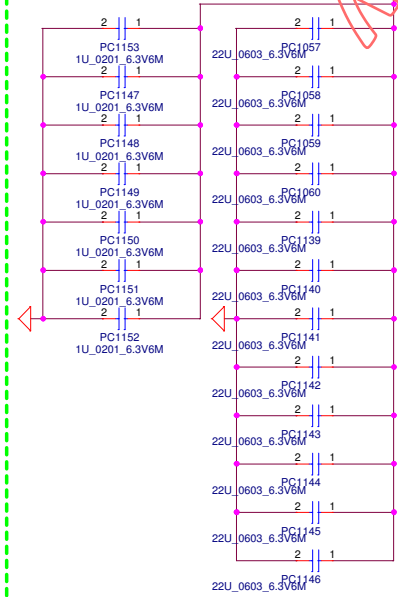 2 1
PC1153
1U_0201_6.3V6M
2 1
PC1147
1U_0201_6.3V6M
2 1
PC1148
1U_0201_6.3V6M
2 1
PC1149
1U_0201_6.3V6M
2 1
PC1150
1U_0201_6.3V6M
2 1
PC1151
1U_0201_6.3V6M
2 1
PC1152
1U_0201_6.3V6M
2 1
PC1057
22U_0603_6.3V6M
2 1
PC1058
22U_0603_6.3V6M
2 1
PC1059
22U_0603_6.3V6M
2 1
PC1060
22U_0603_6.3V6M
2 1
PC1139
22U_0603_6.3V6M
2 1
PC1140
22U_0603_6.3V6M
2 1
PC1141
22U_0603_6.3V6M
2 1
PC1142
22U_0603_6.3V6M
2 1
PC1143
22U_0603_6.3V6M
2 1
PC1144
22U_0603_6.3V6M
2 1
PC1145
22U_0603_6.3V6M
2 1
PC1146
22U_0603_6.3V6M